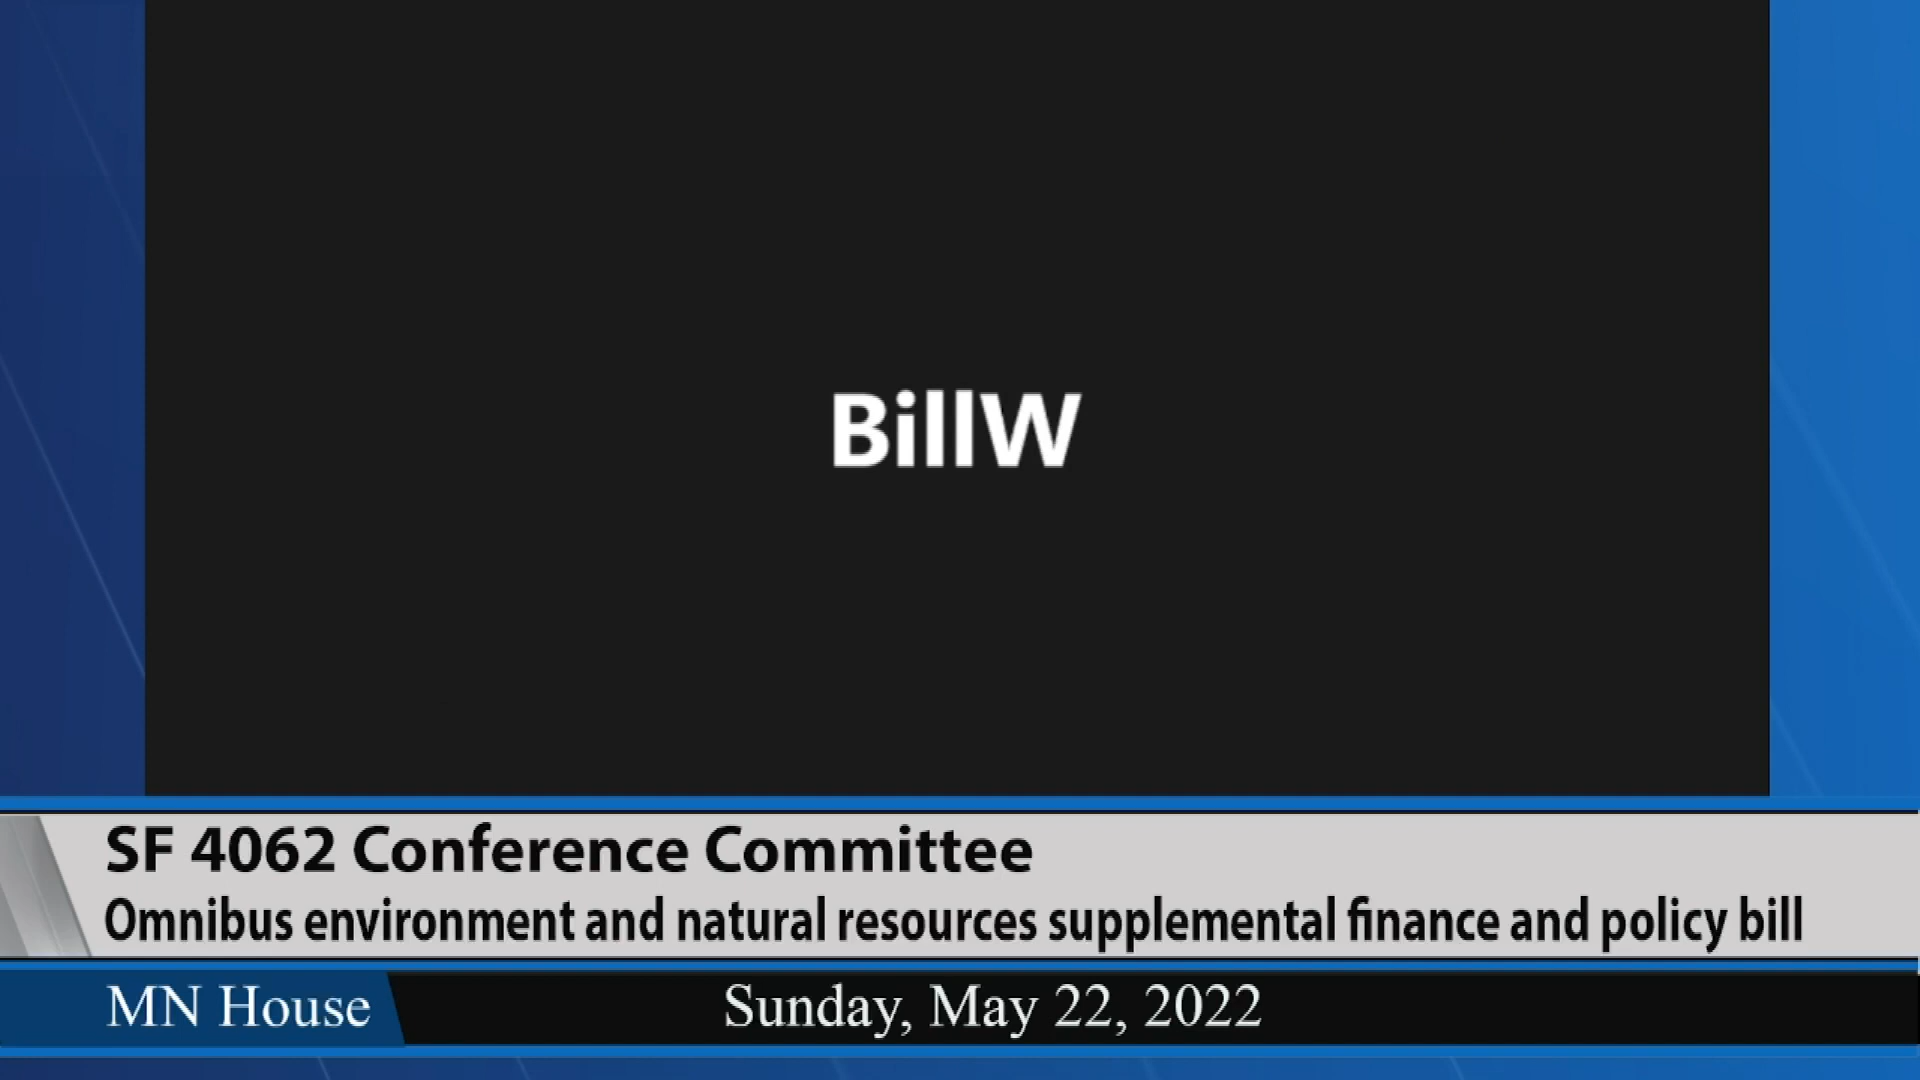 BillW
SF 4062 Conference Committee
Omnibus environment and natural resources supplemental finance and policy bill
MN House
Sunday, May 22, 2022